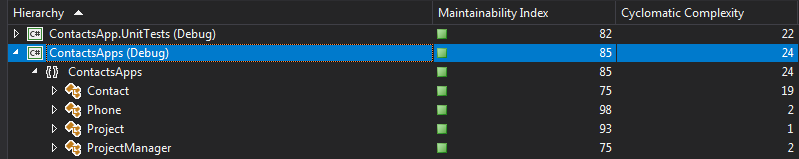 Hierarchy Maintainability Index Cyclomatic Complexity
C# ContactsApp.UnitTests (Debug) 82 22
C# ContactsApps (Debug) 85 24
{} ContactsApps 85 24
Contact 75 19
Phone 98 2
Project 93 1
ProjectManager 75 2